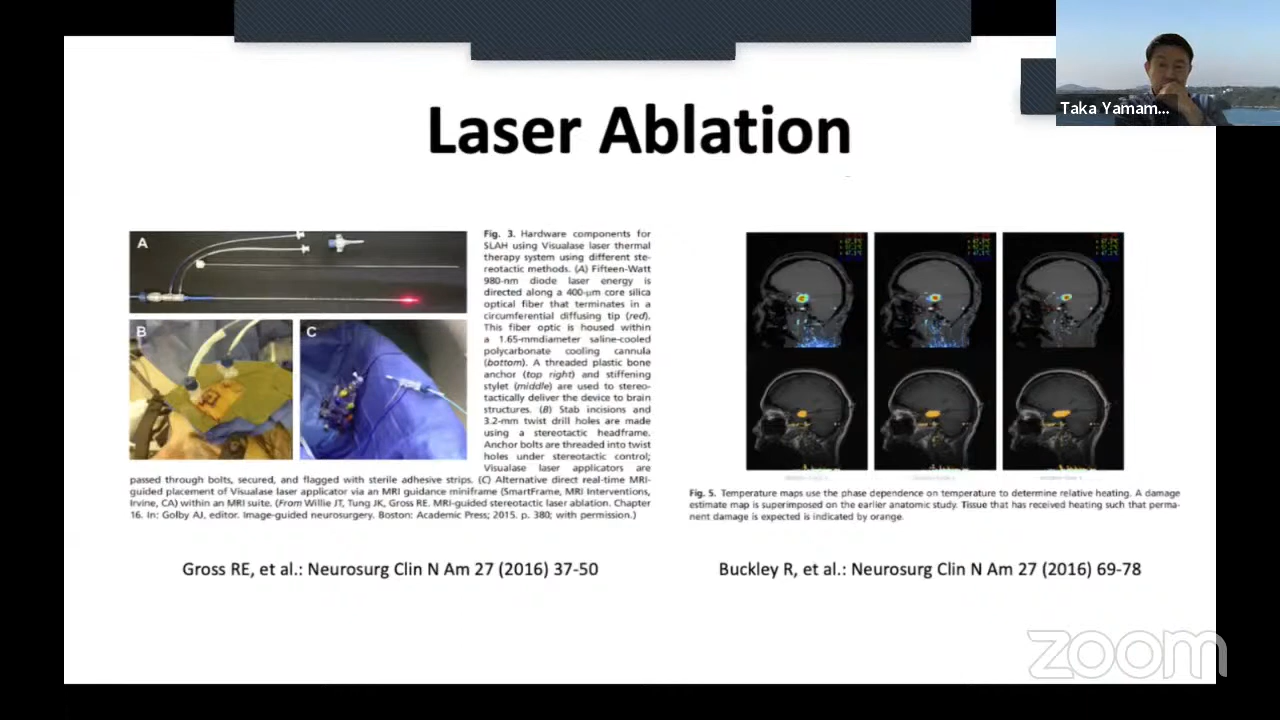 Taka Yamam...
Laser Ablation
A
B
C
Fig. 3. Hardware components for
SLAH using Visualase laser thermal
therapy system using different ste-
reotactic methods. (A) Fifteen-Watt
980-nm diode laser energy is
directed along a 400-μm core silica
optical fiber that terminates in a
circumferential diffusing tip (red).
This fiber optic is housed within
a 1.65-mmdiameter saline-cooled
polycarbonate cooling cannula
(bottom). A threaded plastic bone
anchor (top right) and stiffening
stylet (middle) are used to stereo-
tactically deliver the device to brain
structures. (B) Stab incisions and
3.2-mm twist drill holes are made
using a stereotactic headframe.
Anchor bolts are threaded into twist
holes under stereotactic control;
Visualase laser applicators are
passed through bolts, secured, and flagged with sterile adhesive strips. (C) Alternative direct real-time MRI-
guided placement of Visualase laser applicator via an MRI guidance miniframe (SmartFrame, MRI Interventions,
Irvine, CA) within an MRI suite. (From Willie JT, Tung JK, Gross RE. MRI-guided stereotactic laser ablation. Chapter
16. In: Golby AJ, editor. Image-guided neurosurgery. Boston: Academic Press; 2015. p. 380; with permission.)
Gross RE, et al.: Neurosurg Clin N Am 27 (2016) 37-50
Fig. 5. Temperature maps use the phase dependence on temperature to determine relative heating. A damage
estimate map is superimposed on the earlier anatomic study. Tissue that has received heating such that perma-
nent damage is expected is indicated by orange.
Buckley R, et al.: Neurosurg Clin N Am 27 (2016) 69-78
zoom